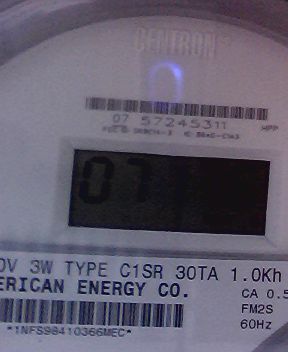 CENTRON
07 57245311
07
0V 3W TYPE C1SR 30TA 1.0Kh
ERICAN ENERGY CO.
CA 0.5
FM2S
60Hz
*1NFS98410366MEC*